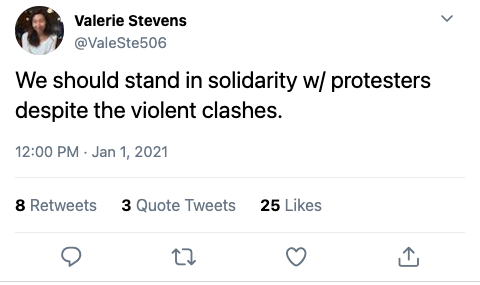 Valerie Stevens
@ValeSte506
We should stand in solidarity w/ protesters
despite the violent clashes.
12:00 PM · Jan 1, 2021
8 Retweets 3 Quote Tweets 25 Likes